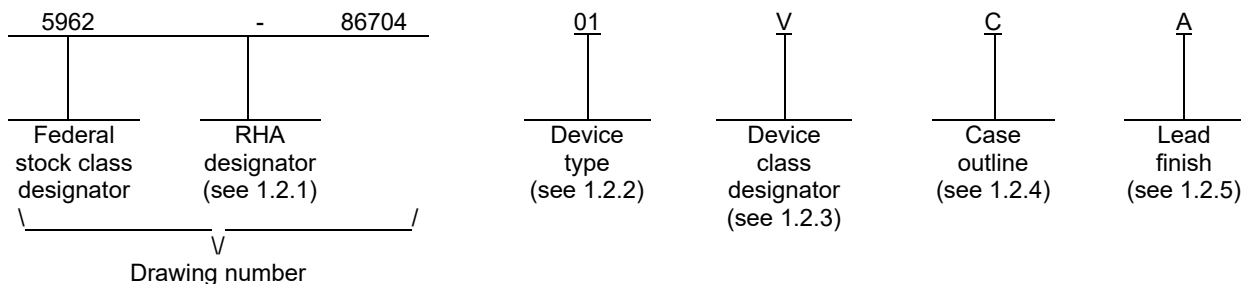 5962 - 86704 01 V C A
Federal stock class designator
RHA designator (see 1.2.1)
Device type (see 1.2.2)
Device class designator (see 1.2.3)
Case outline (see 1.2.4)
Lead finish (see 1.2.5)
\ /
\/
Drawing number